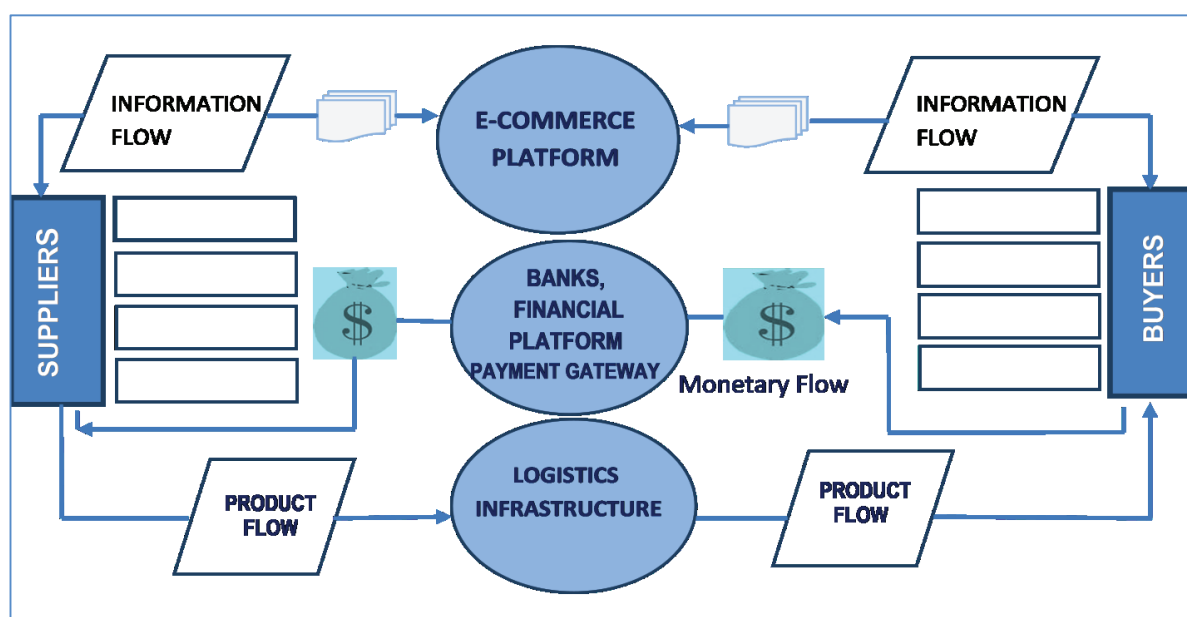 INFORMATION
FLOW
E-COMMERCE
PLATFORM
INFORMATION
FLOW
SUPPLIERS
BUYERS
$
BANKS,
FINANCIAL
PLATFORM
PAYMENT GATEWAY
$
Monetary Flow
PRODUCT
FLOW
LOGISTICS
INFRASTRUCTURE
PRODUCT
FLOW